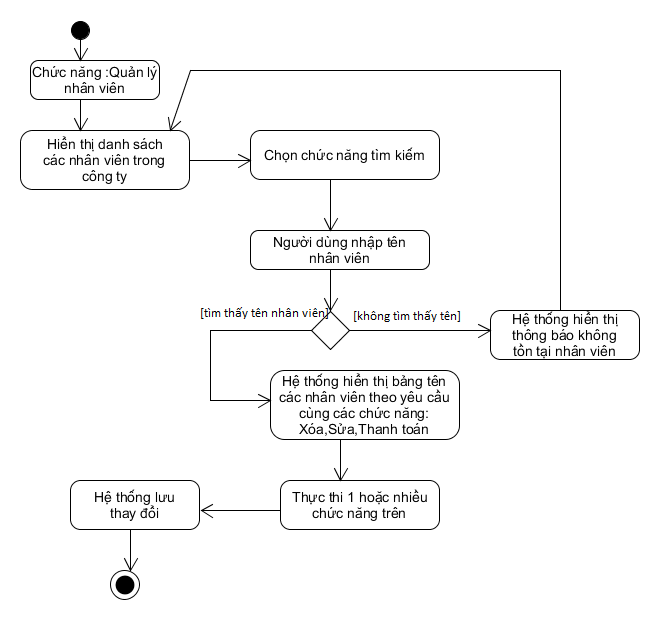 Chức năng :Quản lý
nhân viên
Hiển thị danh sách
các nhân viên trong
công ty
Chọn chức năng tìm kiếm
Người dùng nhập tên
nhân viên
[tìm thấy tên nhân viên]
[không tìm thấy tên]
Hệ thống hiển thị
thông báo không
tồn tại nhân viên
Hệ thống hiển thị bảng tên
các nhân viên theo yêu cầu
cùng các chức năng:
Xóa,Sửa,Thanh toán
Thực thi 1 hoặc nhiều
chức năng trên
Hệ thống lưu
thay đổi